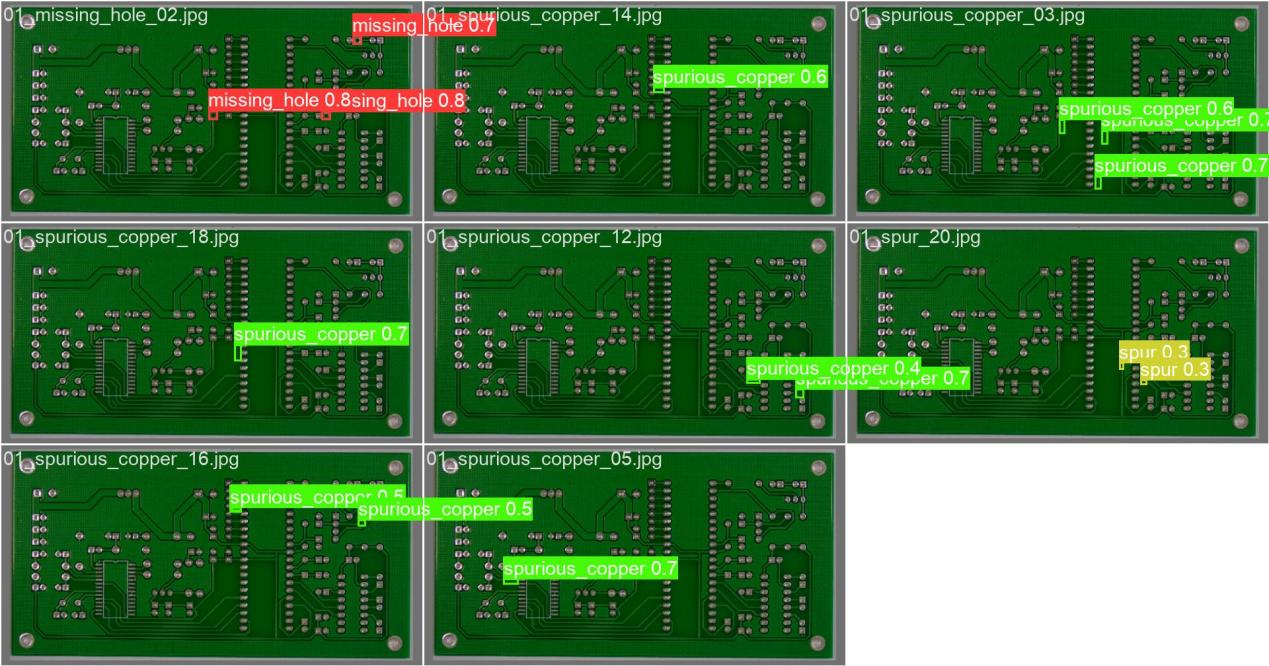 01_missing_hole_02.jpg
missing_hole 0.7
missing_hole 0.8
sing_hole 0.8
01_spurious_copper_14.jpg
spurious_copper 0.6
01_spurious_copper_03.jpg
spurious_copper 0.6
spurious_copper 0.7
spurious_copper 0.7
01_spurious_copper_18.jpg
spurious_copper 0.7
01_spurious_copper_12.jpg
spurious_copper 0.4
spurious_copper 0.7
01_spur_20.jpg
spur 0.3
spur 0.3
01_spurious_copper_16.jpg
spurious_copper 0.5
spurious_copper 0.5
01_spurious_copper_05.jpg
spurious_copper 0.7